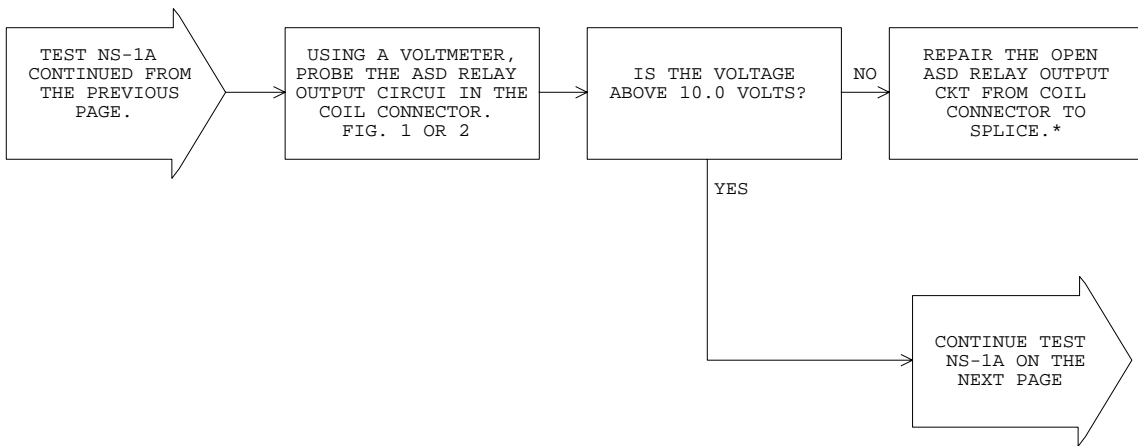 TEST NS-1A
CONTINUED FROM
THE PREVIOUS
PAGE.
USING A VOLTMETER,
PROBE THE ASD RELAY
OUTPUT CIRCUI IN THE
COIL CONNECTOR.
FIG. 1 OR 2
IS THE VOLTAGE
ABOVE 10.0 VOLTS?
NO
REPAIR THE OPEN
ASD RELAY OUTPUT
CKT FROM COIL
CONNECTOR TO
SPLICE.*
YES
CONTINUE TEST
NS-1A ON THE
NEXT PAGE